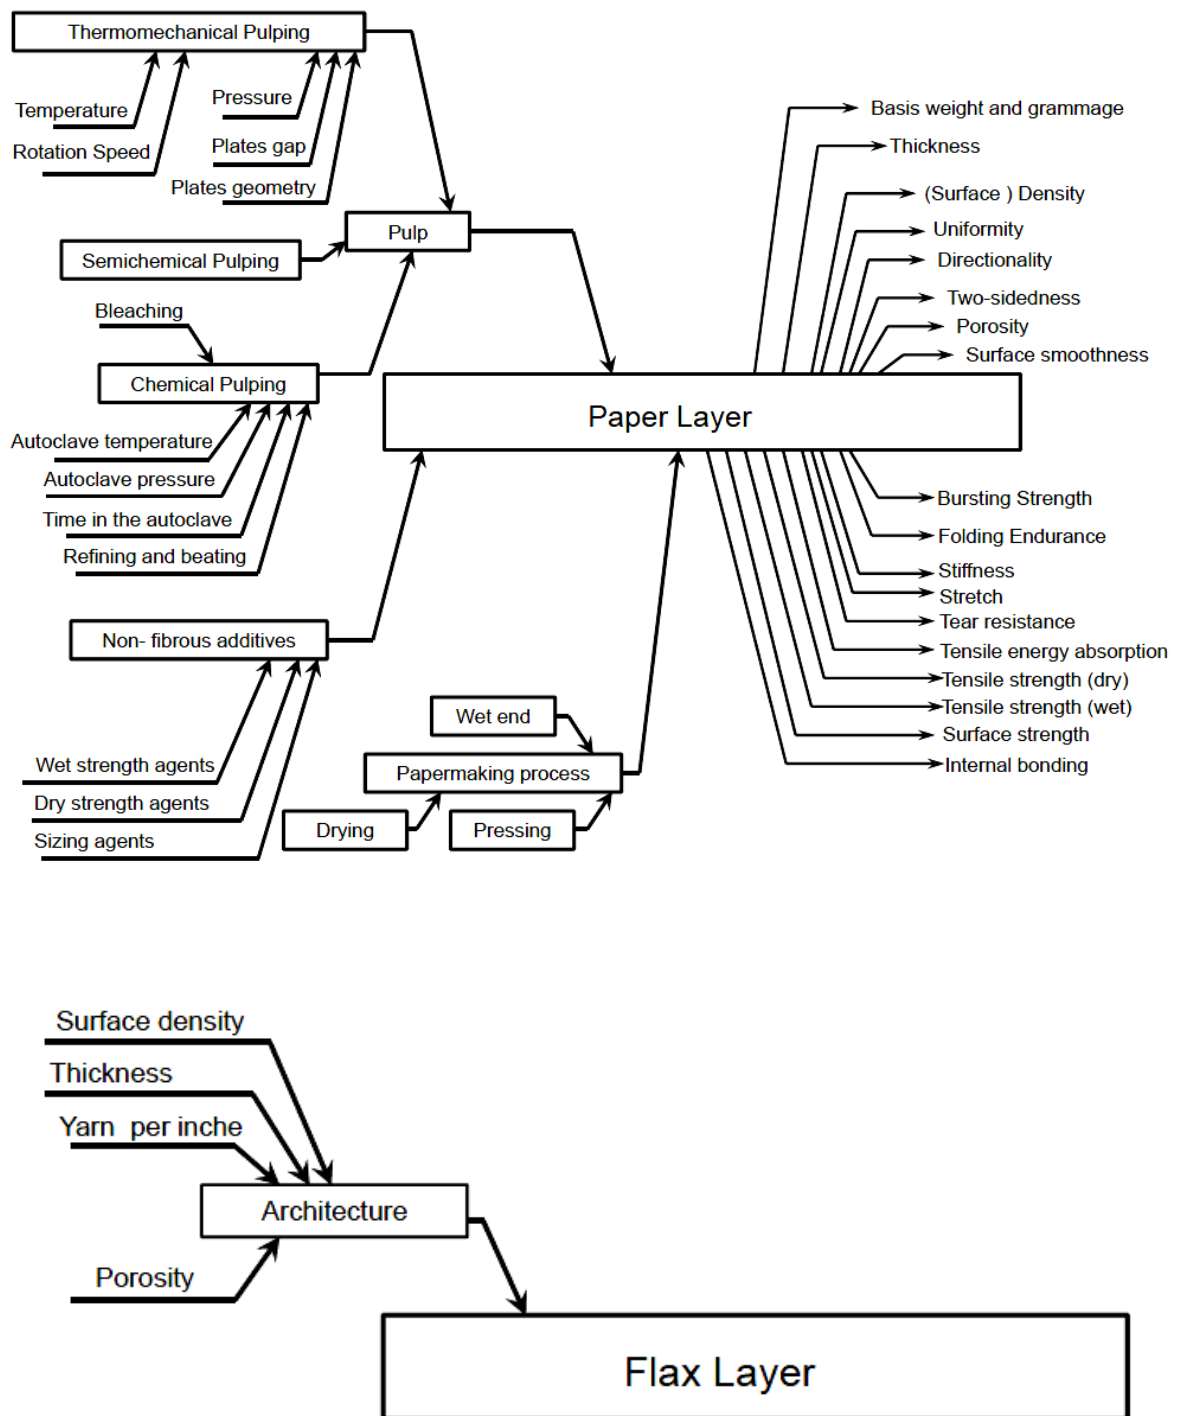 Thermomechanical Pulping
Temperature
Rotation Speed
Pressure
Plates gap
Plates geometry
Pulp
Semichemical Pulping
Bleaching
Chemical Pulping
Autoclave temperature
Autoclave pressure
Time in the autoclave
Refining and beating
Non- fibrous additives
Wet strength agents
Dry strength agents
Sizing agents
Wet end
Papermaking process
Drying
Pressing
Paper Layer
Basis weight and grammage
Thickness
(Surface ) Density
Uniformity
Directionality
Two-sidedness
Porosity
Surface smoothness
Bursting Strength
Folding Endurance
Stiffness
Stretch
Tear resistance
Tensile energy absorption
Tensile strength (dry)
Tensile strength (wet)
Surface strength
Internal bonding
Surface density
Thickness
Yarn per inche
Architecture
Porosity
Flax Layer